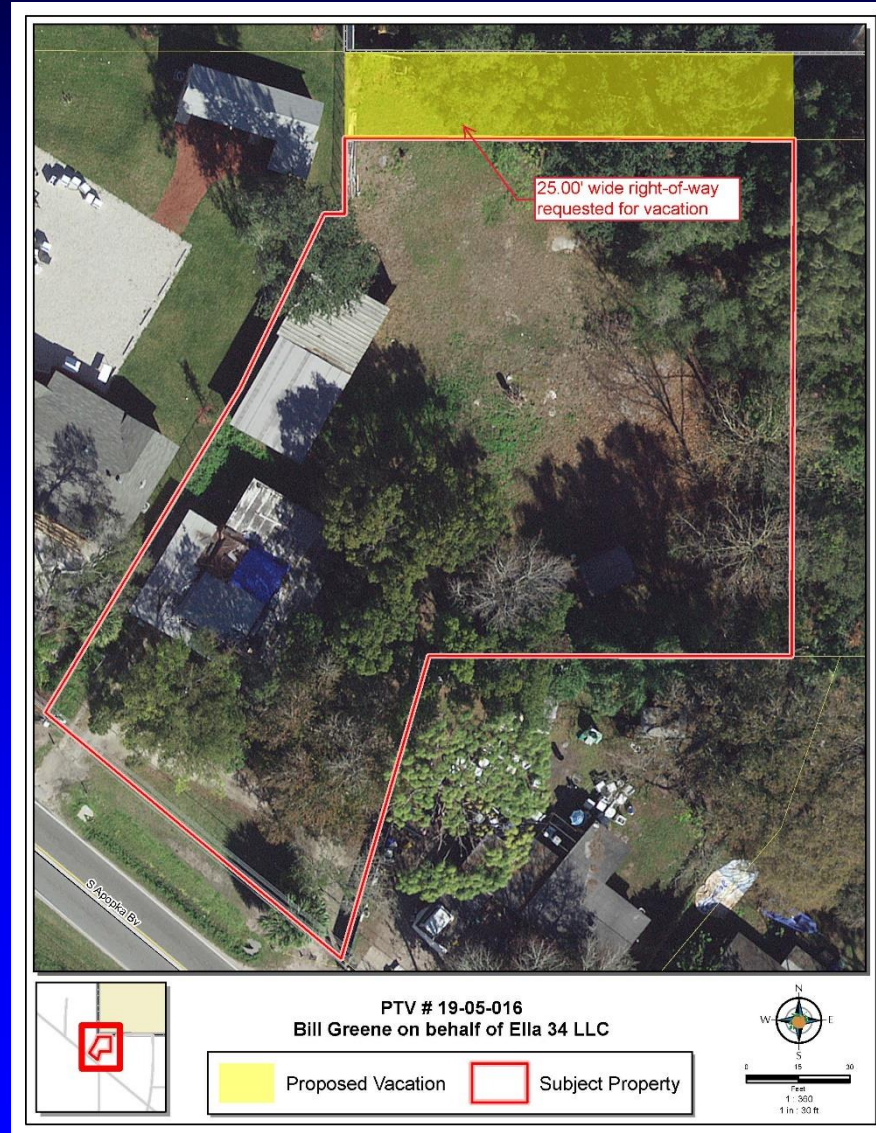 25.00' wide right-of-way
requested for vacation
S Apopka Bv
PTV # 19-05-016
Bill Greene on behalf of Ella 34 LLC
Proposed Vacation
Subject Property
N
W
E
S
0 15 30
Feet
1 : 360
1 in : 30 ft